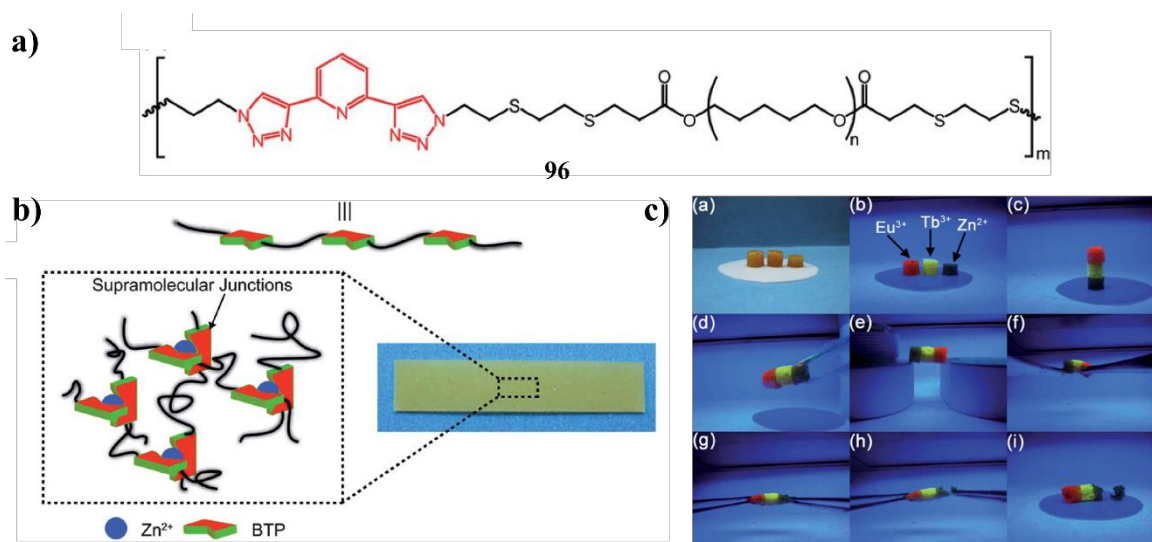 a)
O
O
S
S
N
N
N
S
S
O
O
N
N
N
N
n
m
96
b)
Supramolecular Junctions
Zn²⁺
BTP
c)
(a)
(b)
Eu³⁺
Tb³⁺
Zn²⁺
(c)
(d)
(e)
(f)
(g)
(h)
(i)